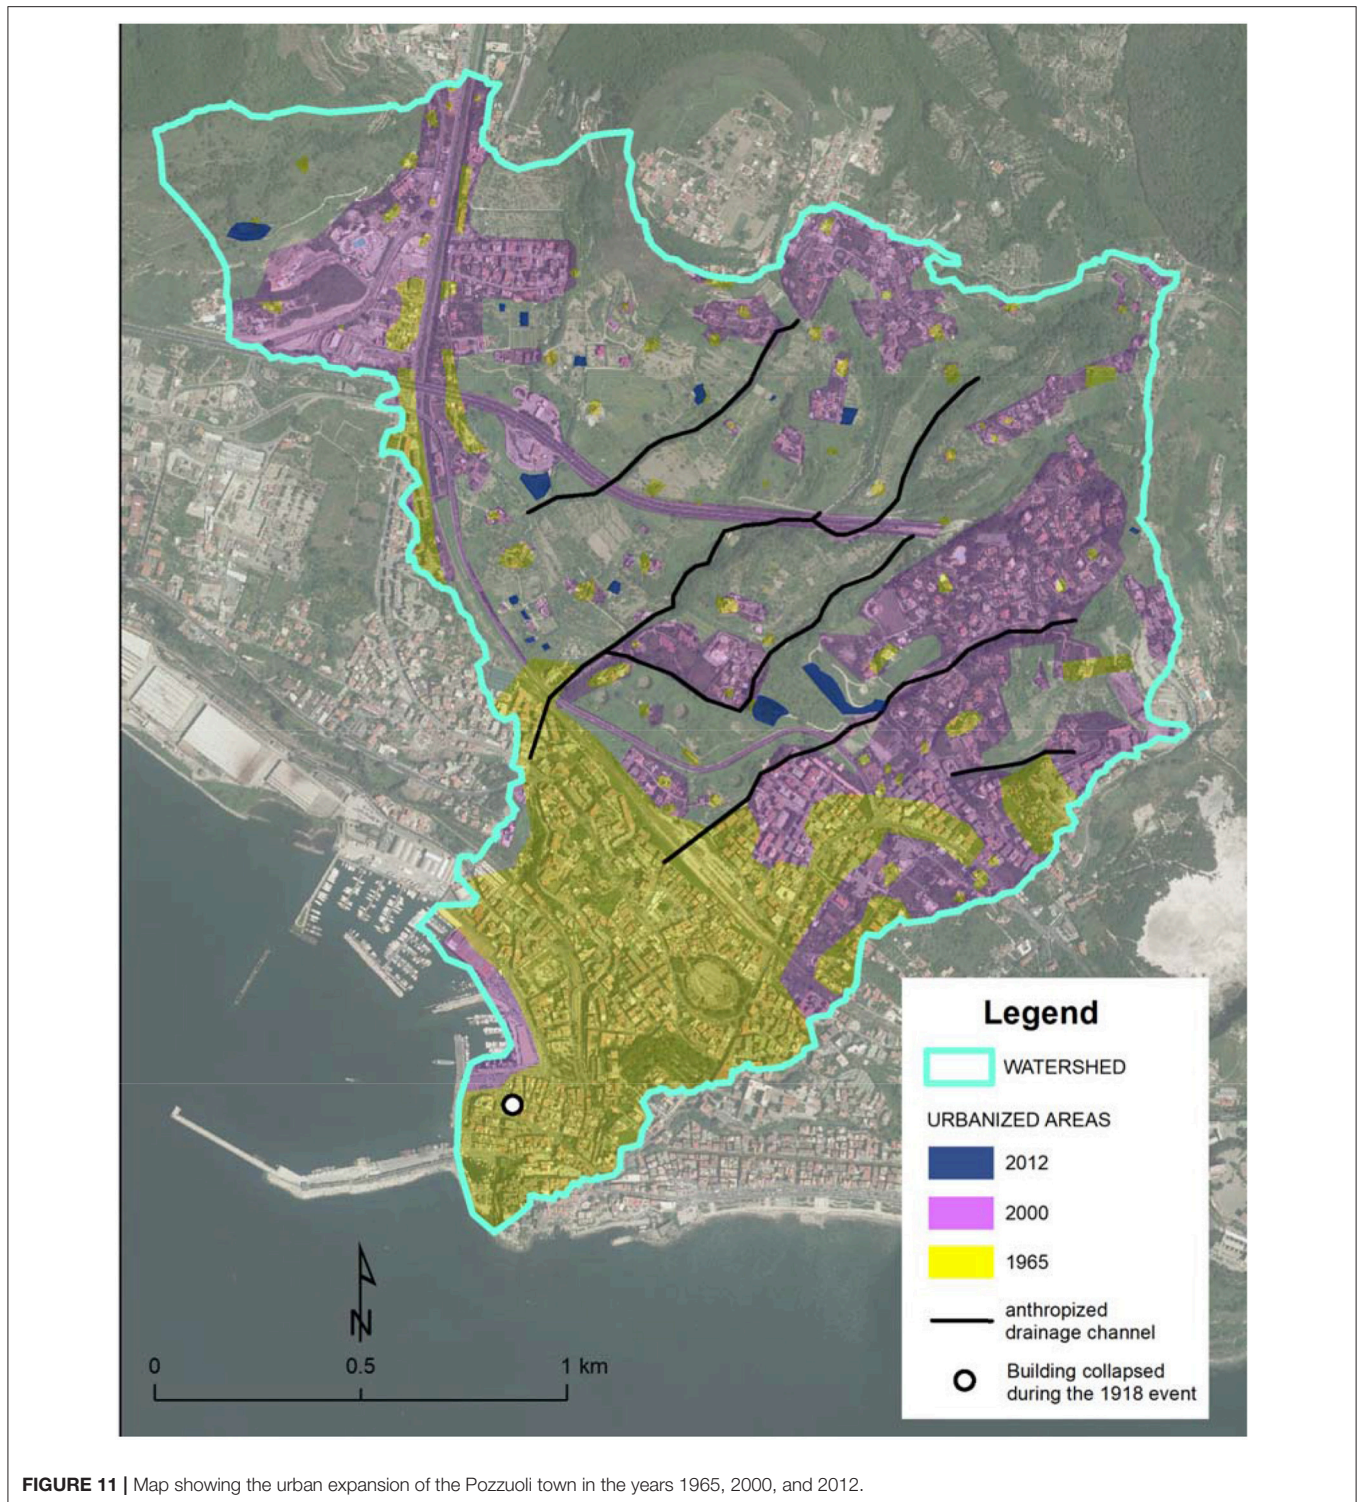 Legend
WATERSHED
URBANIZED AREAS
2012
2000
1965
anthropized
drainage channel
Building collapsed
during the 1918 event
N
0 0.5 1 km
FIGURE 11 | Map showing the urban expansion of the Pozzuoli town in the years 1965, 2000, and 2012.